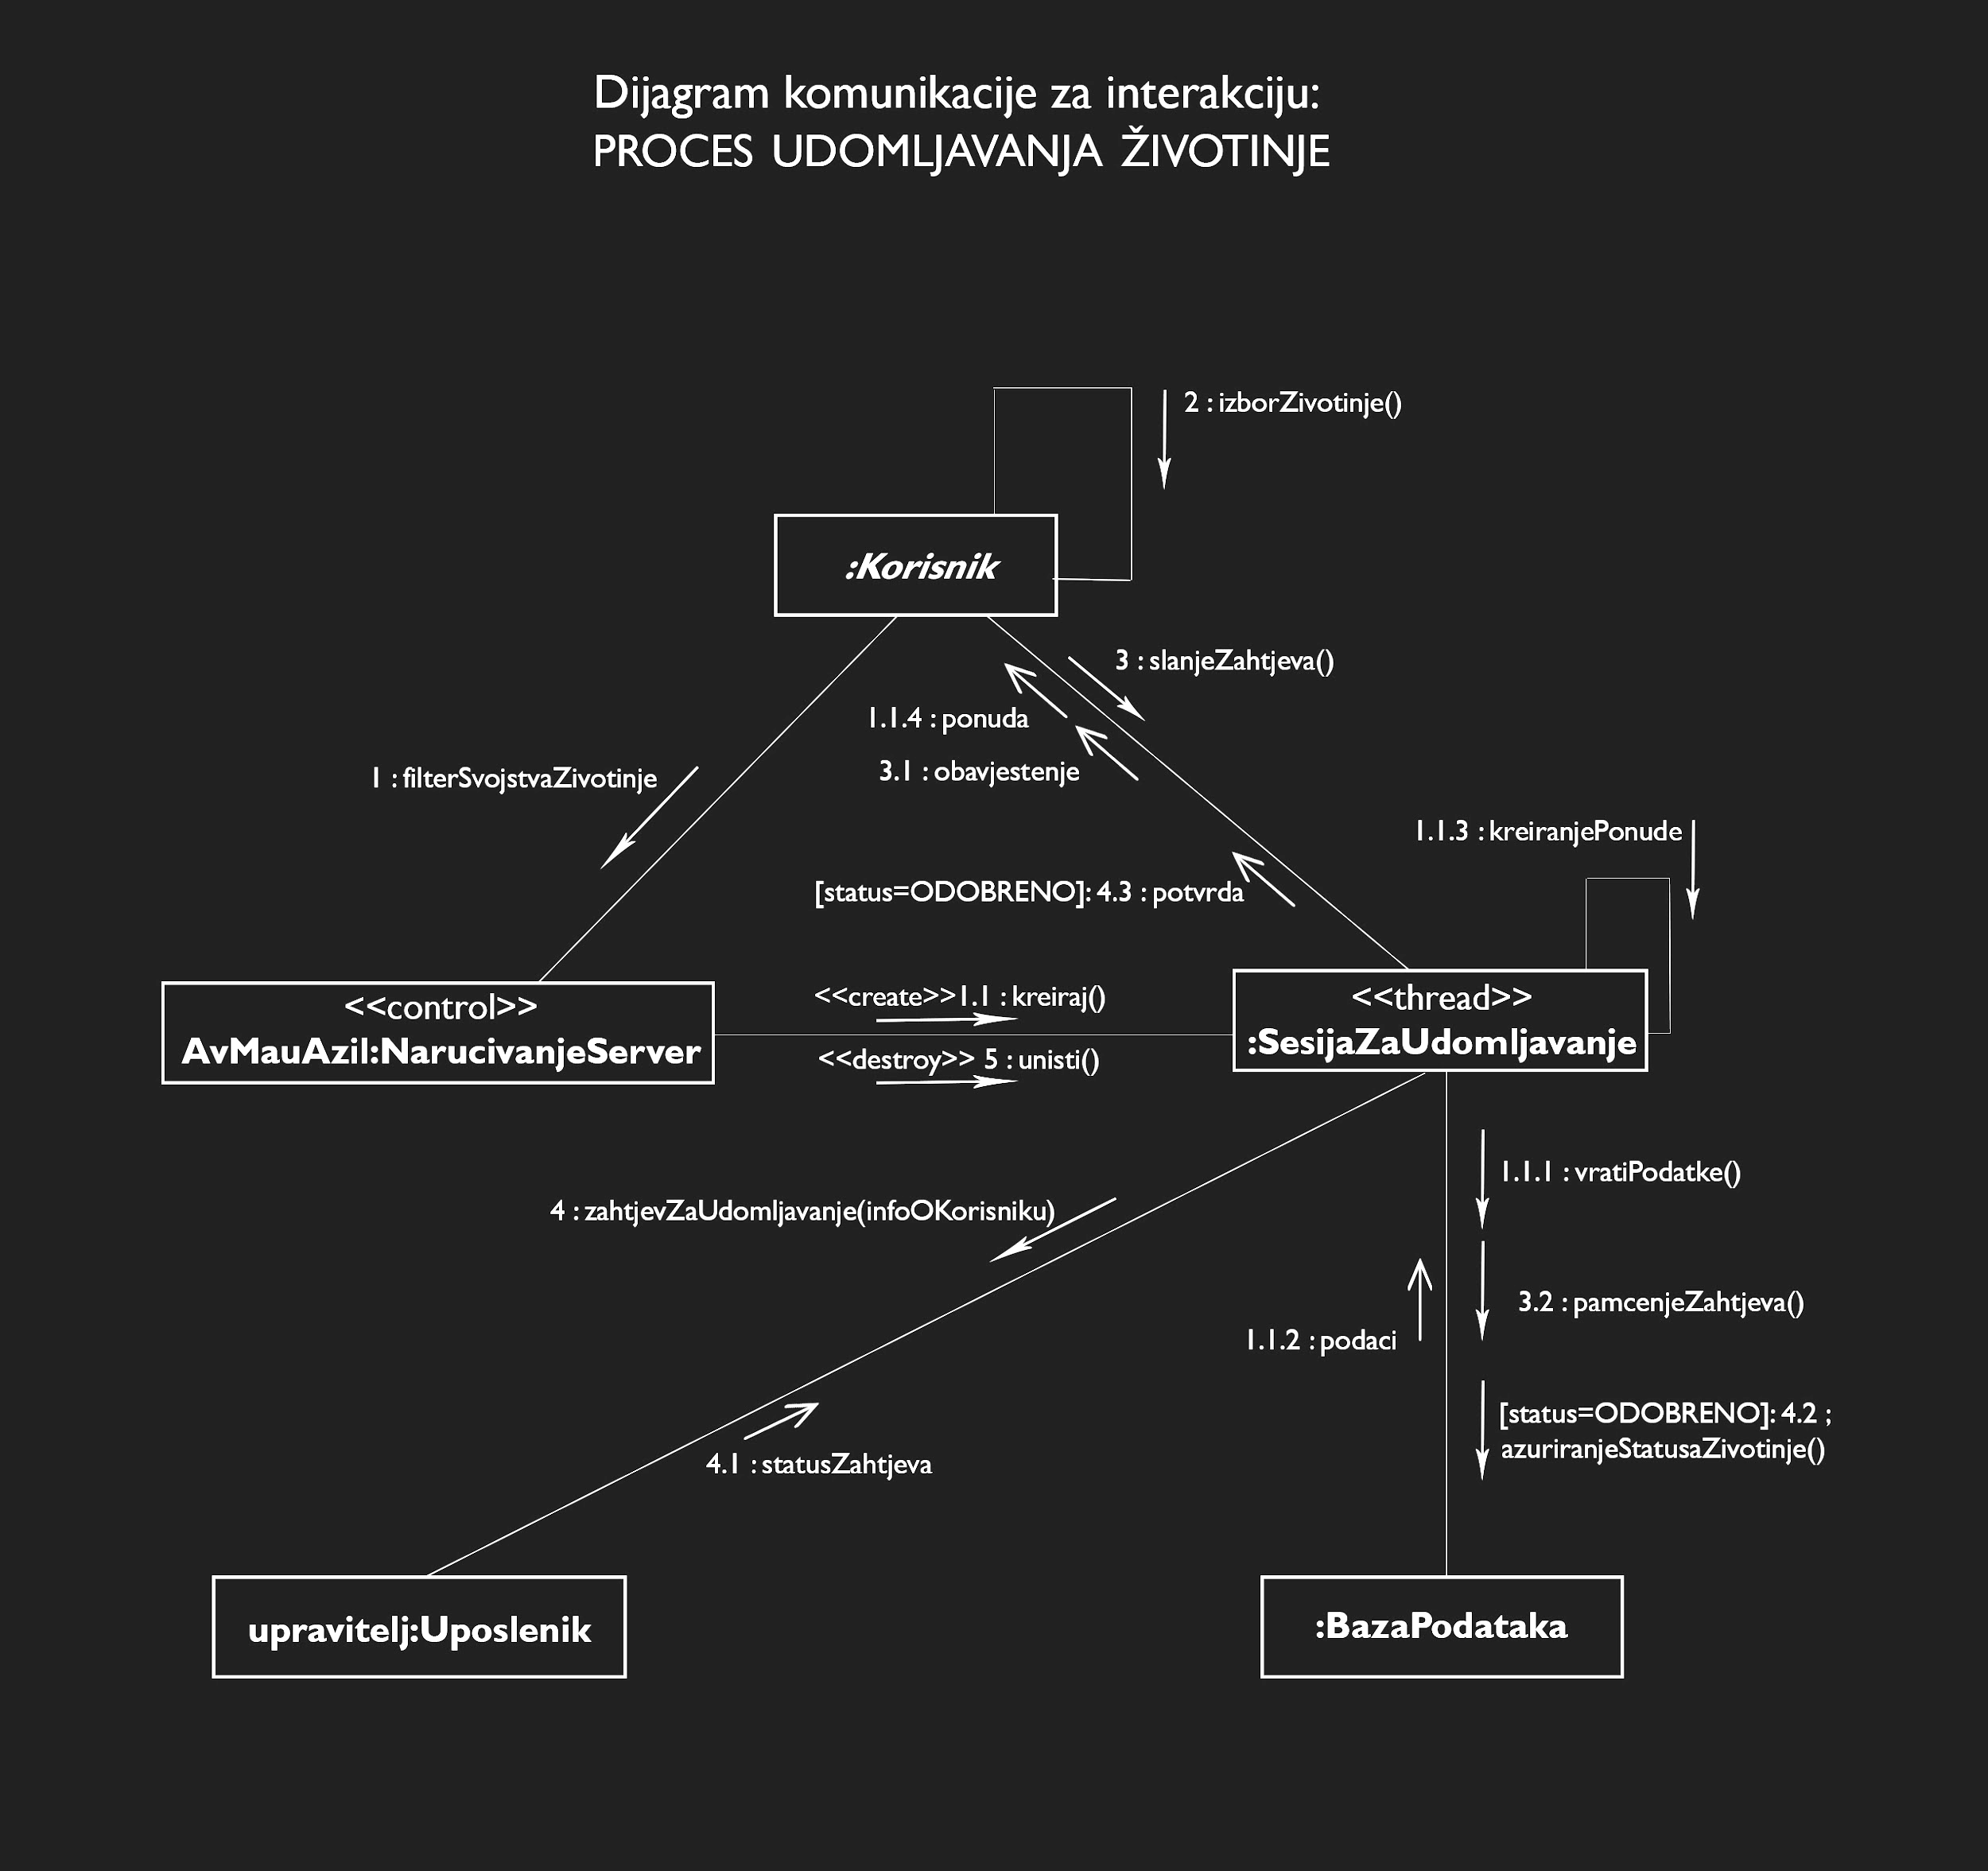 Dijagram komunikacije za interakciju:
PROCES UDOMLJAVANJA ŽIVOTINJE
2 : izborZivotinje()
:Korisnik
3 : slanjeZahtjeva()
1.1.4 : ponuda
3.1 : obavjestenje
1 : filterSvojstvaZivotinje
1.1.3 : kreiranjePonude
[status=ODOBRENO]: 4.3 : potvrda
<<control>>
AvMauAzil:NarucivanjeServer
<<create>>1.1 : kreiraj()
<<destroy>> 5 : unisti()
<<thread>>
:SesijaZaUdomljavanje
1.1.1 : vratiPodatke()
4 : zahtjevZaUdomljavanje(infoOKorisniku)
3.2 : pamcenjeZahtjeva()
1.1.2 : podaci
[status=ODOBRENO]: 4.2 ;
azuriranjeStatusaZivotinje()
4.1 : statusZahtjeva
upravitelj:Uposlenik
:BazaPodataka